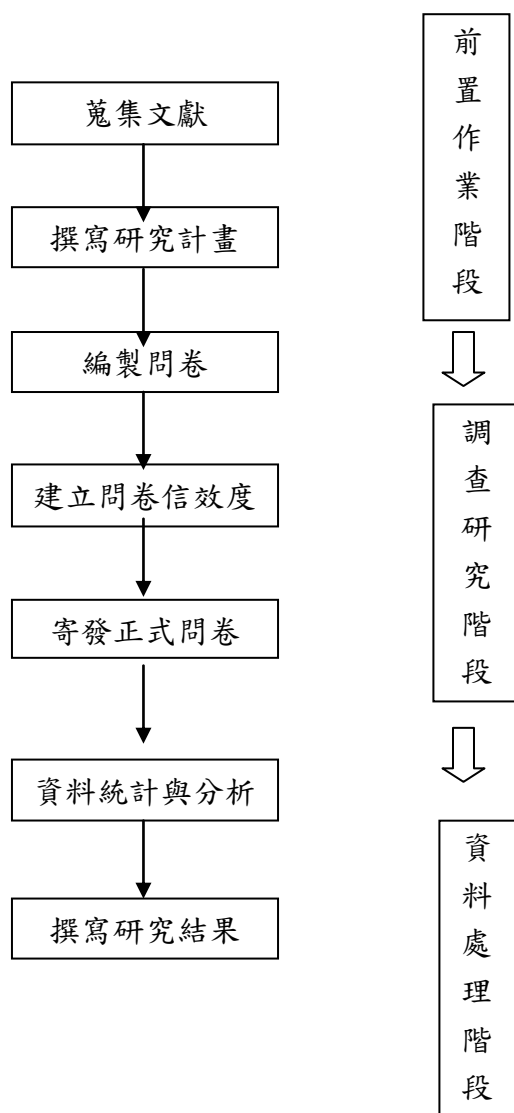 蒐集文獻
撰寫研究計畫
編製問卷
建立問卷信效度
寄發正式問卷
資料統計與分析
撰寫研究結果
前置作業階段
調查研究階段
資料處理階段